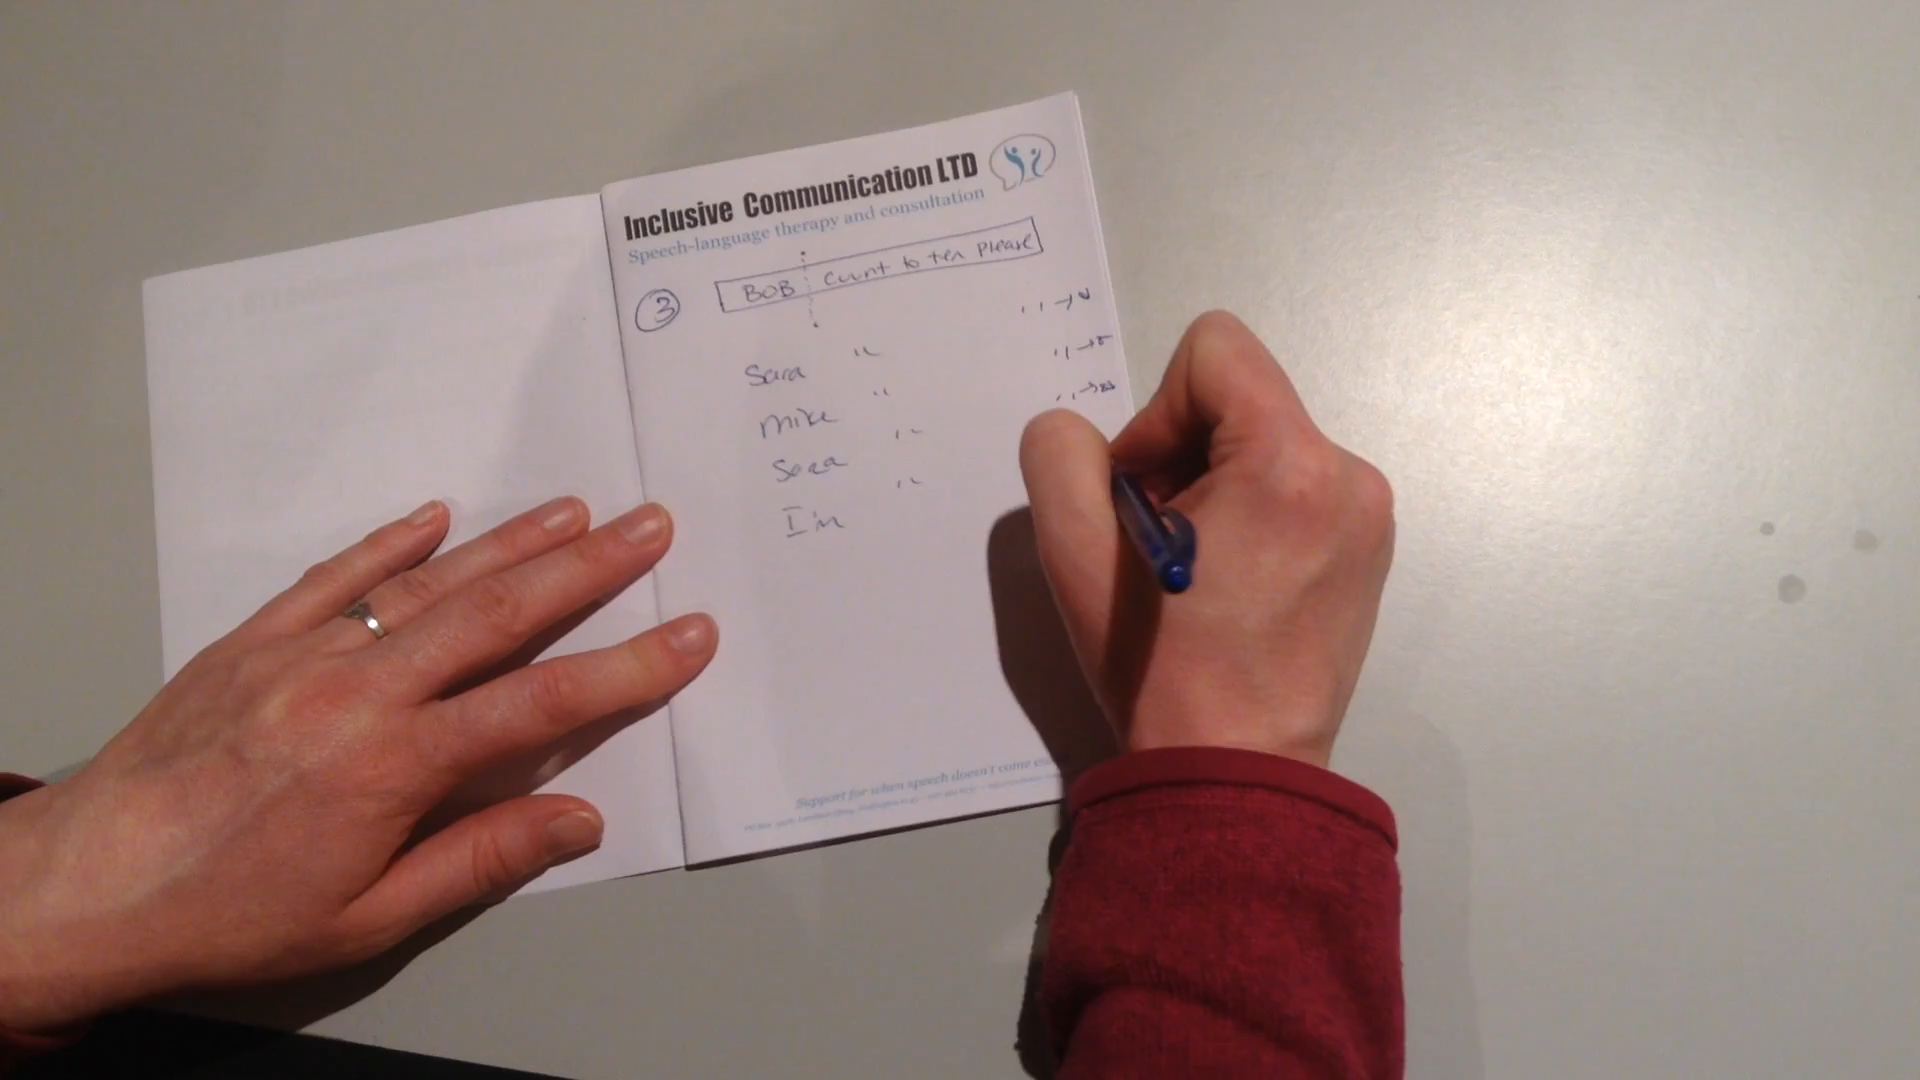 Inclusive Communication LTD
Speech-language therapy and consultation
3 BOB count to ten please
Sara "
Mike "
Sara "
I'm "
Support for when speech doesn't come